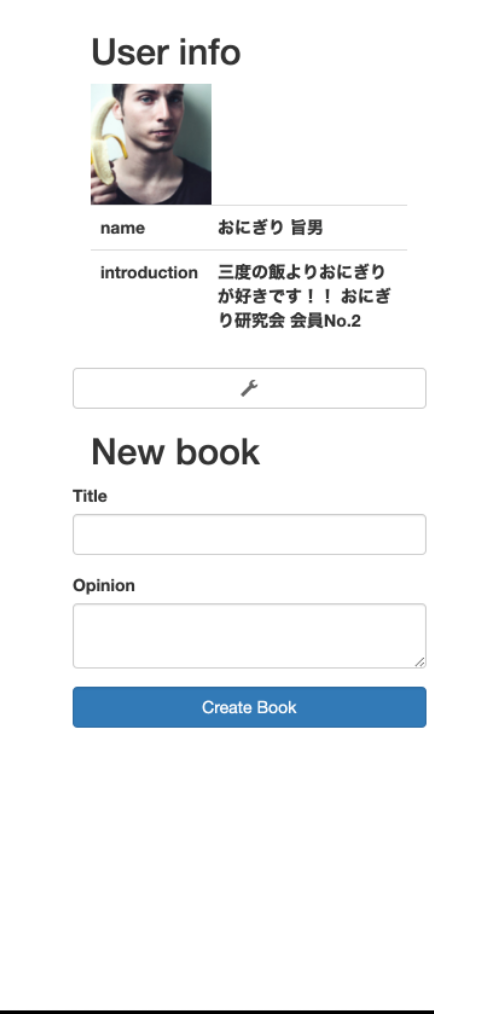 User info
name おにぎり 旨男
introduction 三度の飯よりおにぎり
が好きです！！ おにぎ
り研究会 会員No.2
New book
Title
Opinion
Create Book